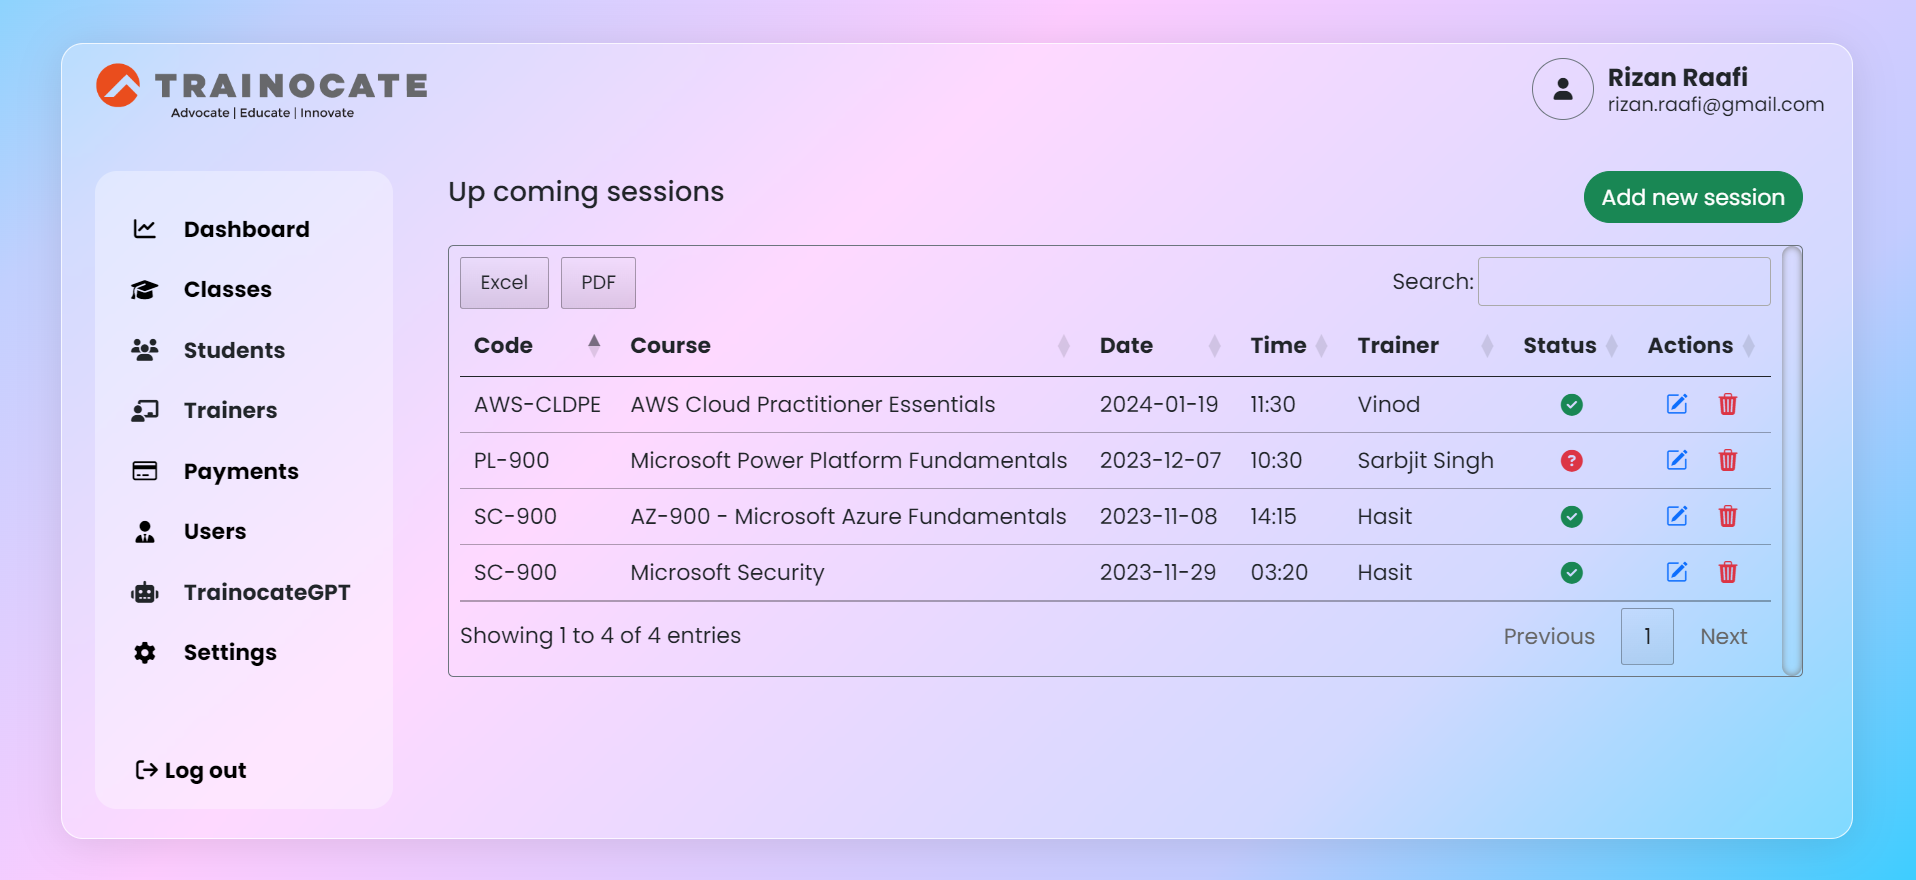 TRAINOCATE
Advocate | Educate | Innovate
Rizan Raafi
rizan.raafi@gmail.com
Dashboard
Classes
Students
Trainers
Payments
Users
TrainocateGPT
Settings
Log out
Up coming sessions
Add new session
Excel PDF Search:
Code Course Date Time Trainer Status Actions
AWS-CLDPE AWS Cloud Practitioner Essentials 2024-01-19 11:30 Vinod
PL-900 Microsoft Power Platform Fundamentals 2023-12-07 10:30 Sarbjit Singh ?
SC-900 AZ-900 - Microsoft Azure Fundamentals 2023-11-08 14:15 Hasit
SC-900 Microsoft Security 2023-11-29 03:20 Hasit
Showing 1 to 4 of 4 entries Previous 1 Next